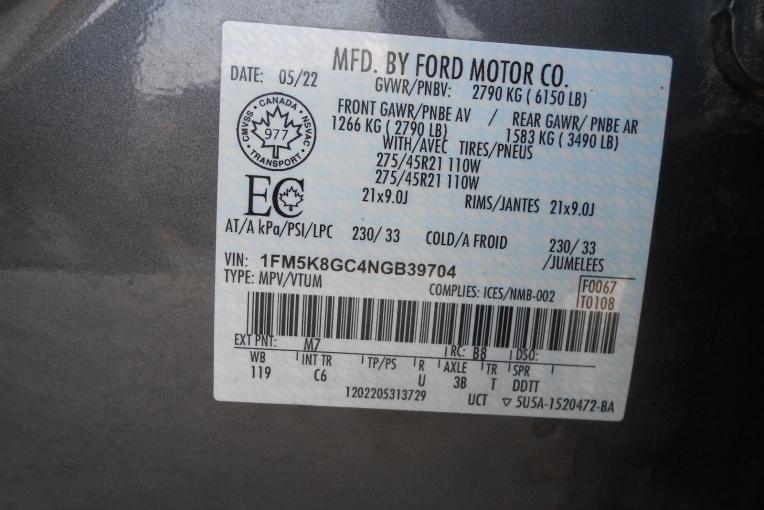 MFD. BY FORD MOTOR CO.
DATE: 05/22
GVWR/PNBV: 2790 KG ( 6150 LB)
FRONT GAWR/PNBE AV / REAR GAWR/ PNBE AR
1266 KG ( 2790 LB) 1583 KG ( 3490 LB)
WITH/AVEC TIRES/PNEUS
275/45R21 110W
275/45R21 110W
21x9.0J RIMS/JANTES 21x9.0J
CANADA
CMVSS 977 NSVAC
TRANSPORT
EC
AT/A kPa/PSI/LPC 230/ 33 COLD/A FROID 230/ 33
/JUMELEES
VIN: 1FM5K8GC4NGB39704
TYPE: MPV/VTUM
COMPLIES: ICES/NMB-002
F0067
T0108
EXT PNT: M7 RC: B8 DSO:
WB INT TR TP/PS R AXLE TR SPR
119 C6 U 3B T DDTT
1202205313729 UCT ▽ 5U5A-1520472-BA